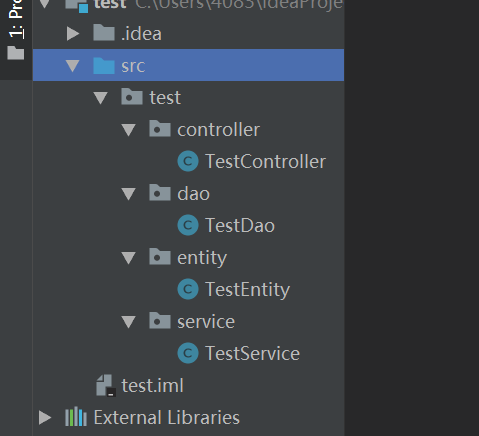 test C:\Users\4085\IdeaProje
.idea
src
test
controller
TestController
dao
TestDao
entity
TestEntity
service
TestService
test.iml
External Libraries
1: Pro